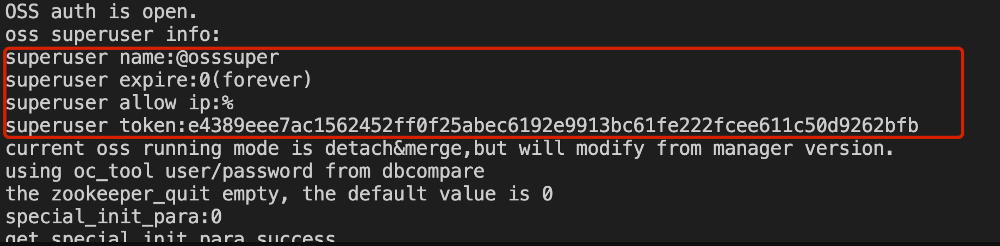 OSS auth is open.
oss superuser info:
superuser name:@osssuper
superuser expire:0(forever)
superuser allow ip:%
superuser token:e4389eee7ac1562452ff0f25abec6192e9913bc61fe222fcee611c50d9262bfb
current oss running mode is detach&merge,but will modify from manager version.
using oc_tool user/password from dbcompare
the zookeeper_quit empty, the default value is 0
special_init_para:0
get special init para success